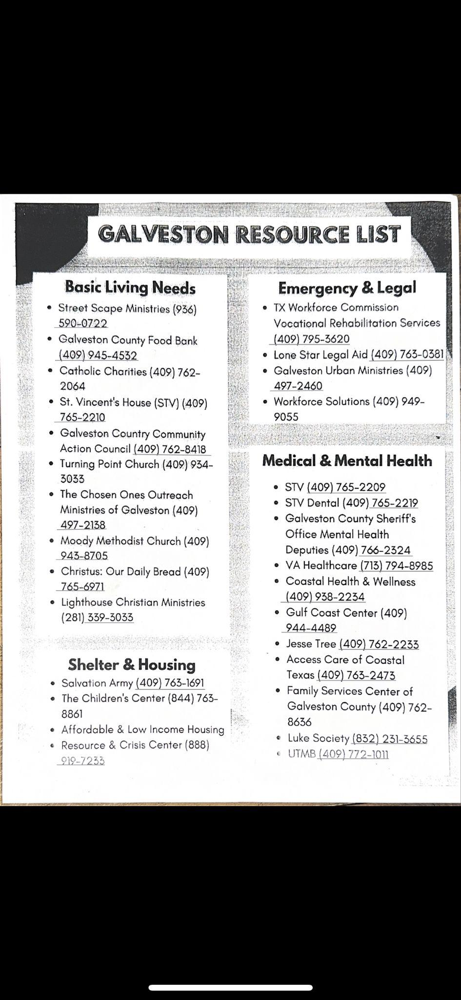 GALVESTON RESOURCE LIST
Basic Living Needs
• Street Scape Ministries (936)
590-0722
• Galveston County Food Bank
(409) 945-4532
• Catholic Charities (409) 762-
2064
• St. Vincent's House (STV) (409)
765-2210
• Galveston Country Community
Action Council (409) 762-8418
• Turning Point Church (409) 934-
3033
• The Chosen Ones Outreach
Ministries of Galveston (409)
497-2138
• Moody Methodist Church (409)
943-8705
• Christus: Our Daily Bread (409)
765-6971
• Lighthouse Christian Ministries
(281) 339-3033
Shelter & Housing
• Salvation Army (409) 763-1691
• The Children's Center (844) 763-
8861
• Affordable & Low Income Housing
• Resource & Crisis Center (888)
919-7233
Emergency & Legal
• TX Workforce Commission
Vocational Rehabilitation Services
(409) 795-3620
• Lone Star Legal Aid (409) 763-0381
• Galveston Urban Ministries (409)
497-2460
• Workforce Solutions (409) 949-
9055
Medical & Mental Health
• STV (409) 765-2209
• STV Dental (409) 765-2219
• Galveston County Sheriff's
Office Mental Health
Deputies (409) 766-2324
• VA Healthcare (713) 794-8985
• Coastal Health & Wellness
(409) 938-2234
• Gulf Coast Center (409)
944-4489
• Jesse Tree (409) 762-2233
• Access Care of Coastal
Texas (409) 763-2473
• Family Services Center of
Galveston County (409) 762-
8636
• Luke Society (832) 231-3655
• UTMB (409) 772-1011